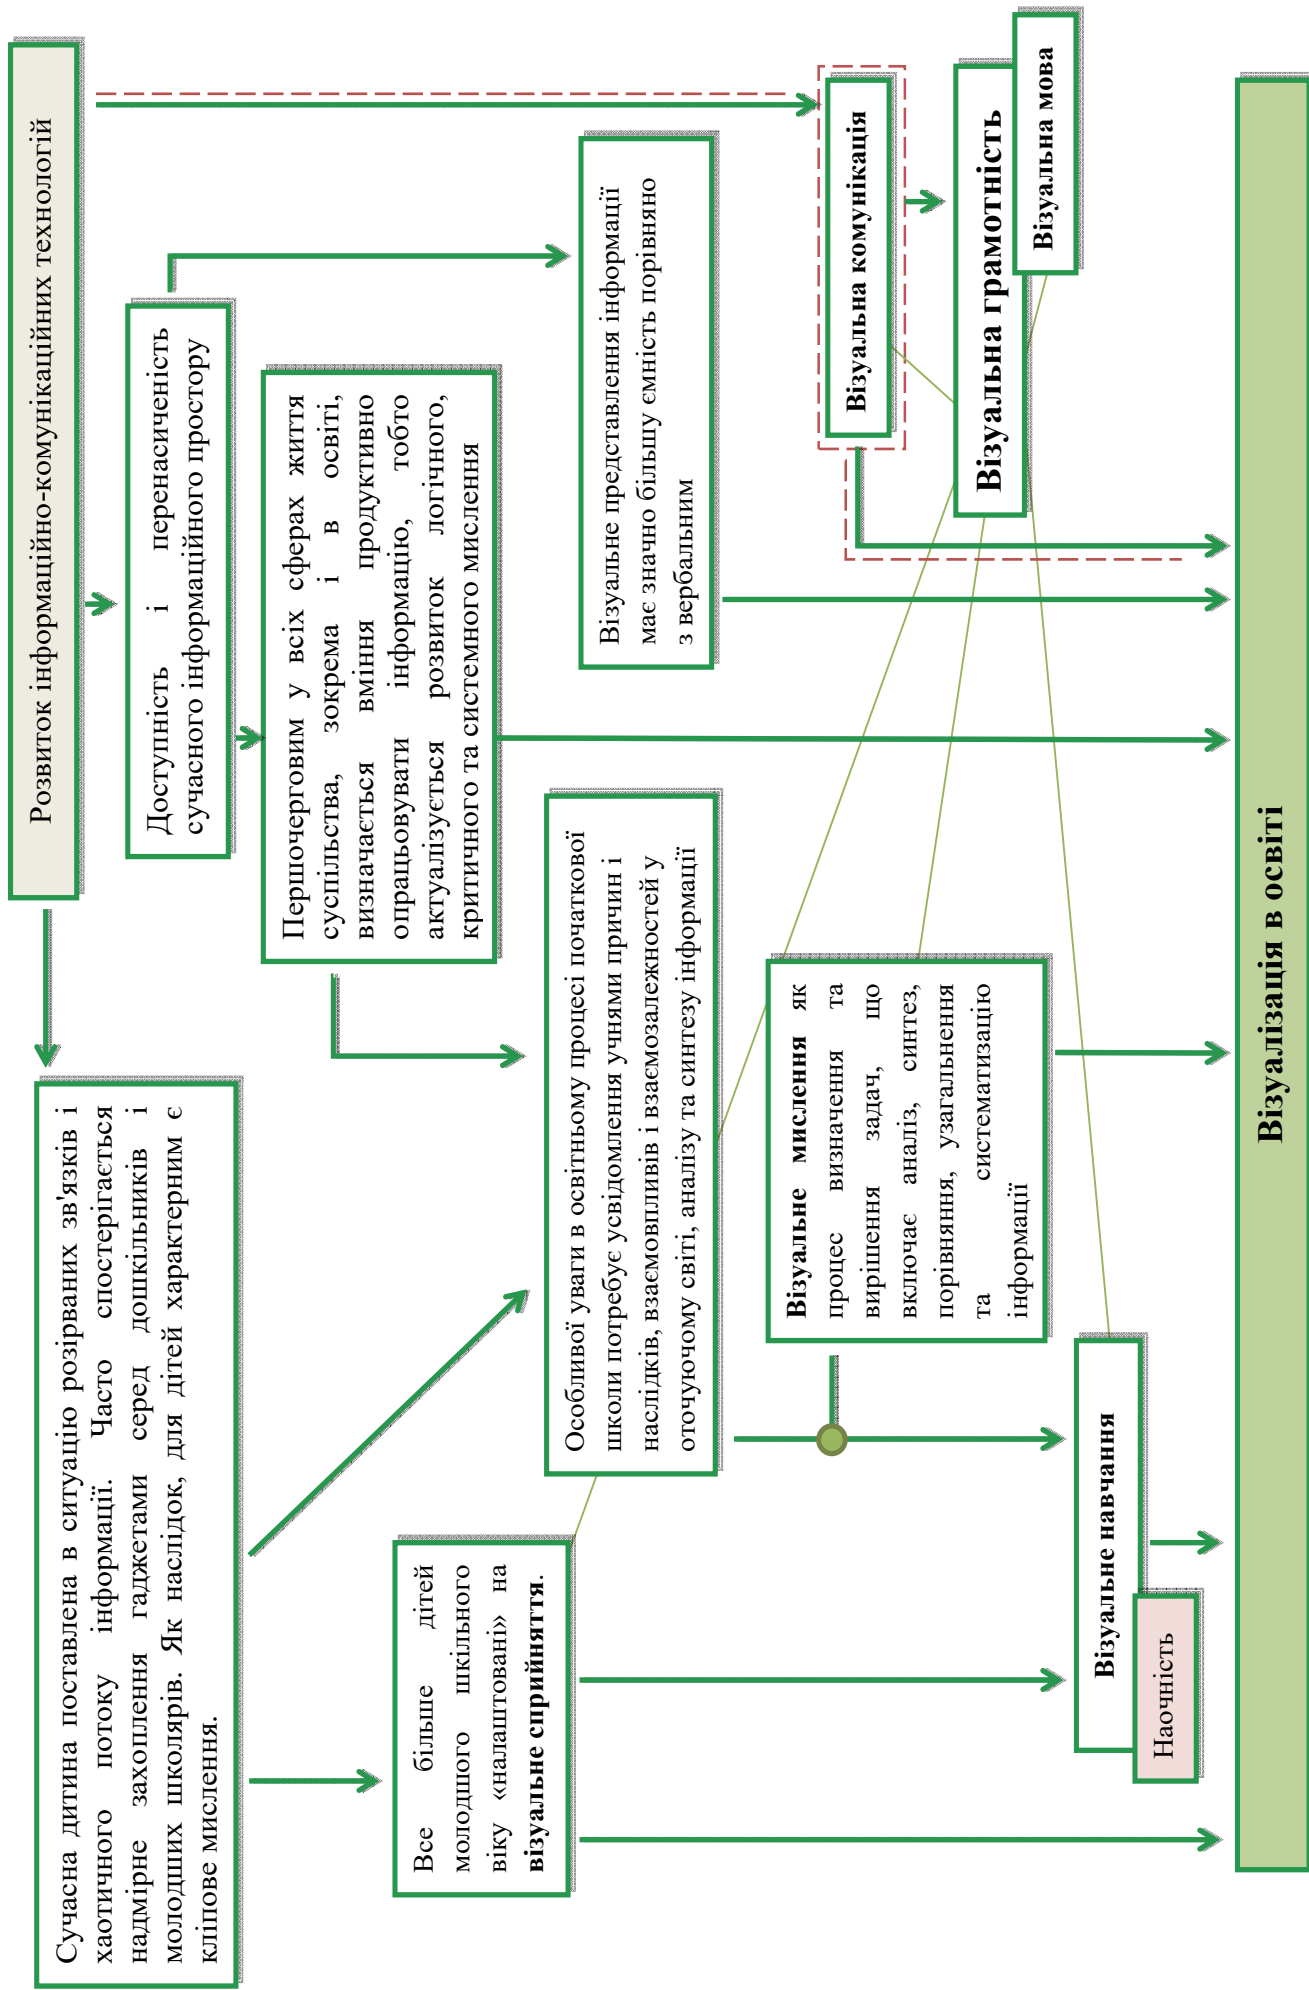 Розвиток інформаційно-комунікаційних технологій
Сучасна дитина поставлена в ситуацію розірваних зв'язків і
хаотичного потоку інформації. Часто спостерігається
надмірне захоплення гаджетами серед дошкільників і
молодших школярів. Як наслідок, для дітей характерним є
кліпове мислення.
Доступність і перенасиченість
сучасного інформаційного простору
Першочерговим у всіх сферах життя
суспільства, зокрема і в освіті,
визначається вміння продуктивно
опрацьовувати інформацію, тобто
актуалізується розвиток логічного,
критичного та системного мислення
Все більше дітей
молодшого шкільного
віку «налаштовані» на
візуальне сприйняття.
Особливої уваги в освітньому процесі початкової
школи потребує усвідомлення учнями причин і
наслідків, взаємовпливів і взаємозалежностей у
оточуючому світі, аналізу та синтезу інформації
Візуальне представлення інформації
має значно більшу ємність порівняно
з вербальним
Візуальне мислення як
процес визначення та
вирішення задач, що
включає аналіз, синтез,
порівняння, узагальнення
та систематизацію
інформації
Візуальна комунікація
Візуальна грамотність
Візуальна мова
Візуальне навчання
Наочність
Візуалізація в освіті